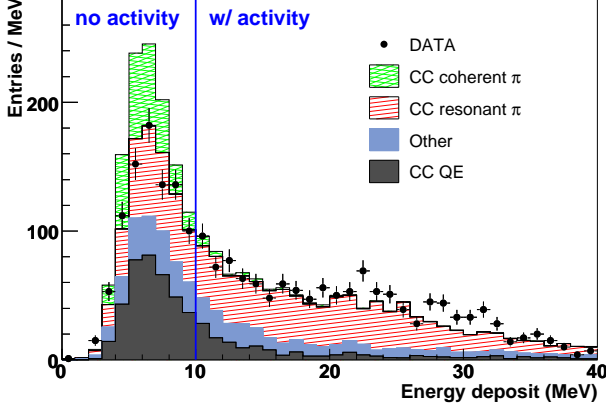 no activity w/ activity
DATA
CC coherent π
CC resonant π
Other
CC QE
Entries / MeV
200
100
0
0 10 20 30 40
Energy deposit (MeV)